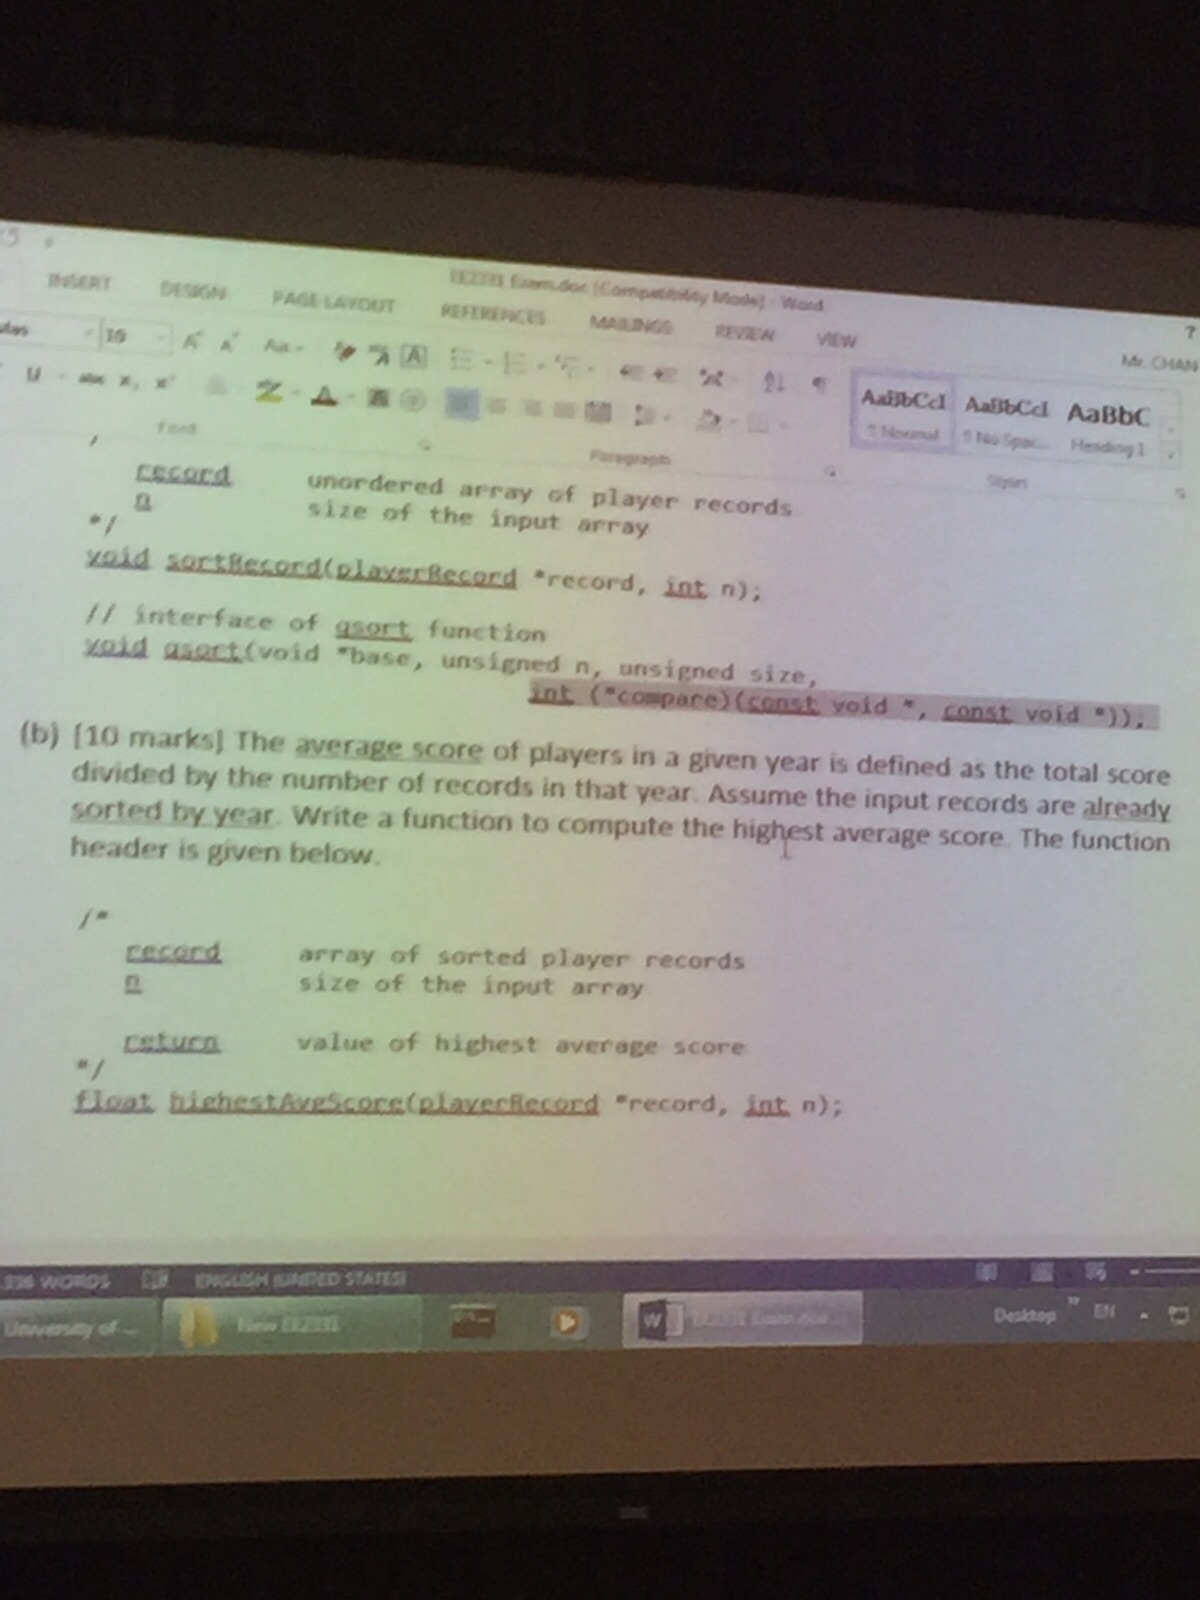 EE2331 Exam.doc [Compatibility Mode] - Word
?
INSERT DESIGN PAGE LAYOUT REFERENCES MAILINGS REVIEW VIEW
Mr. CHAN
10 Aa
AaBbCcI AaBbCcI AaBbC
¶ Normal ¶ No Spac... Heading 1
Font Paragraph Styles
record unordered array of player records
n size of the input array
*/
void sortRecord(playerRecord *record, int n);
// interface of qsort function
void qsort(void *base, unsigned n, unsigned size,
int (*compare)(const void *, const void *));
(b) [10 marks] The average score of players in a given year is defined as the total score
divided by the number of records in that year. Assume the input records are already
sorted by year. Write a function to compute the highest average score. The function
header is given below.
/*
record array of sorted player records
n size of the input array
return value of highest average score
*/
float highestAvgScore(playerRecord *record, int n);
WORDS ENGLISH (UNITED STATES)
University of ... New EE2331 EE2331 Exam.doc ... Desktop EN